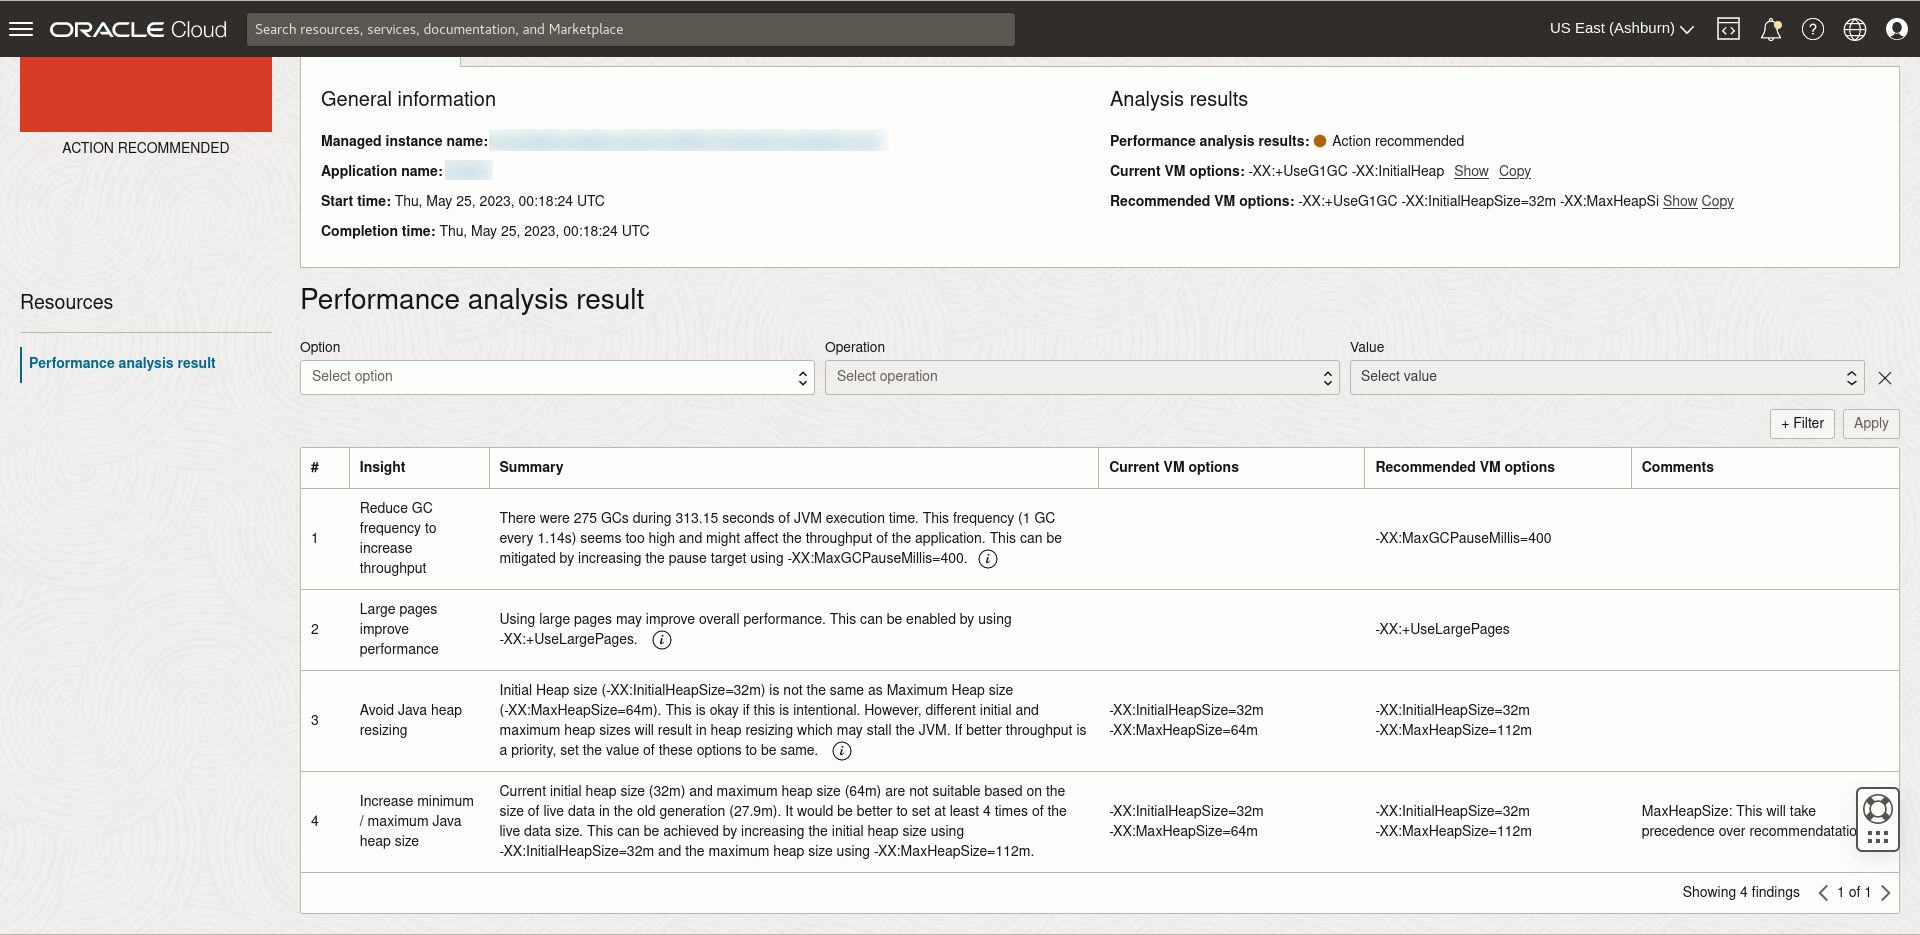 ORACLE Cloud
Search resources, services, documentation, and Marketplace
US East (Ashburn)
ACTION RECOMMENDED
General information
Managed instance name:
Application name:
Start time: Thu, May 25, 2023, 00:18:24 UTC
Completion time: Thu, May 25, 2023, 00:18:24 UTC
Analysis results
Performance analysis results: Action recommended
Current VM options: -XX:+UseG1GC -XX:InitialHeap Show Copy
Recommended VM options: -XX:+UseG1GC -XX:InitialHeapSize=32m -XX:MaxHeapSi Show Copy
Resources
Performance analysis result
Performance analysis result
Option
Select option
Operation
Select operation
Value
Select value
+ Filter
Apply
# Insight Summary Current VM options Recommended VM options Comments
1
Reduce GC
frequency to
increase
throughput
There were 275 GCs during 313.15 seconds of JVM execution time. This frequency (1 GC
every 1.14s) seems too high and might affect the throughput of the application. This can be
mitigated by increasing the pause target using -XX:MaxGCPauseMillis=400.
-XX:MaxGCPauseMillis=400
2
Large pages
improve
performance
Using large pages may improve overall performance. This can be enabled by using
-XX:+UseLargePages.
-XX:+UseLargePages
3
Avoid Java heap
resizing
Initial Heap size (-XX:InitialHeapSize=32m) is not the same as Maximum Heap size
(-XX:MaxHeapSize=64m). This is okay if this is intentional. However, different initial and
maximum heap sizes will result in heap resizing which may stall the JVM. If better throughput is
a priority, set the value of these options to be same.
-XX:InitialHeapSize=32m
-XX:MaxHeapSize=64m
-XX:InitialHeapSize=32m
-XX:MaxHeapSize=112m
4
Increase minimum
/ maximum Java
heap size
Current initial heap size (32m) and maximum heap size (64m) are not suitable based on the
size of live data in the old generation (27.9m). It would be better to set at least 4 times of the
live data size. This can be achieved by increasing the initial heap size using
-XX:InitialHeapSize=32m and the maximum heap size using -XX:MaxHeapSize=112m.
-XX:InitialHeapSize=32m
-XX:MaxHeapSize=64m
-XX:InitialHeapSize=32m
-XX:MaxHeapSize=112m
MaxHeapSize: This will take
precedence over recommendatatio
Showing 4 findings
1 of 1